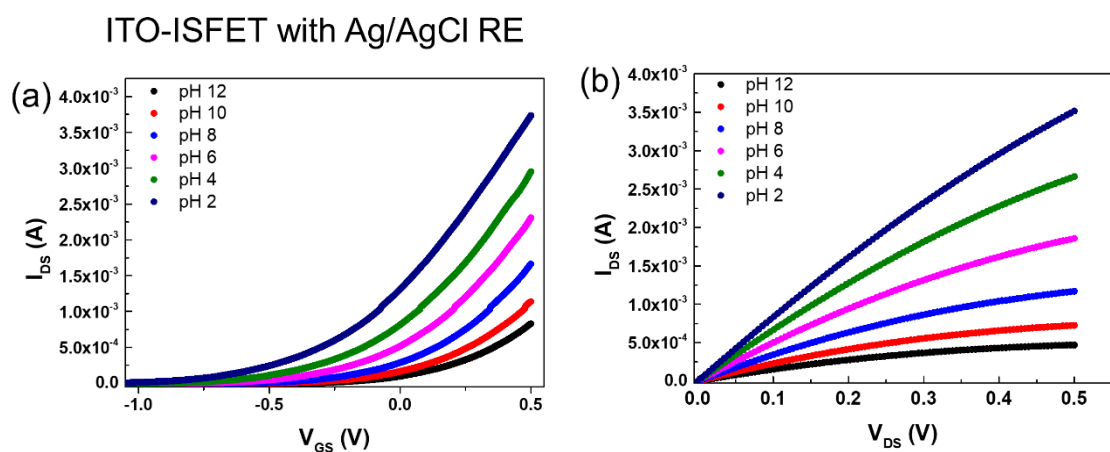 ITO-ISFET with Ag/AgCl RE
(a)
pH 12
pH 10
pH 8
pH 6
pH 4
pH 2
4.0x10⁻³
3.5x10⁻³
3.0x10⁻³
2.5x10⁻³
2.0x10⁻³
1.5x10⁻³
1.0x10⁻³
5.0x10⁻⁴
0.0
I_DS (A)
-1.0 -0.5 0.0 0.5
V_GS (V)
(b)
pH 12
pH 10
pH 8
pH 6
pH 4
pH 2
4.0x10⁻³
3.5x10⁻³
3.0x10⁻³
2.5x10⁻³
2.0x10⁻³
1.5x10⁻³
1.0x10⁻³
5.0x10⁻⁴
0.0
I_DS (A)
0.0 0.1 0.2 0.3 0.4 0.5
V_DS (V)